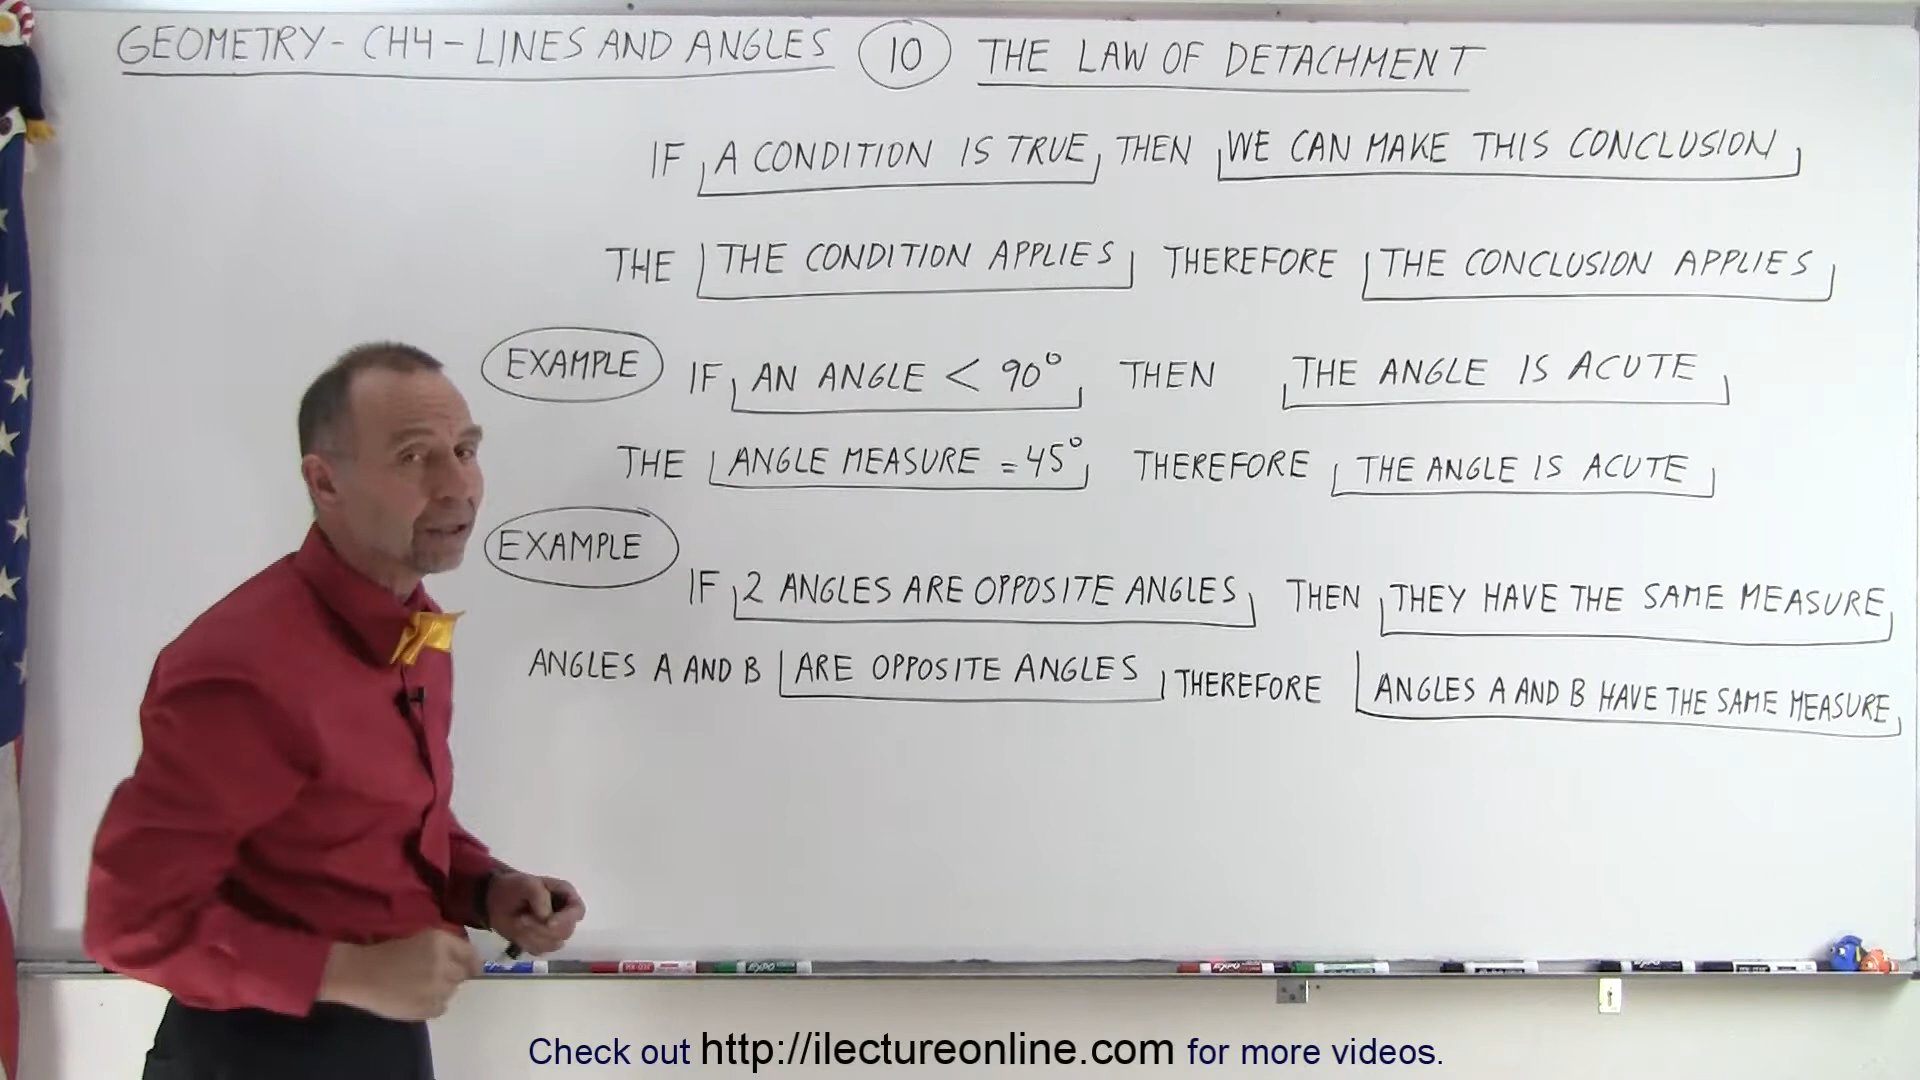 GEOMETRY - CH4 - LINES AND ANGLES 10 THE LAW OF DETACHMENT
IF A CONDITION IS TRUE, THEN WE CAN MAKE THIS CONCLUSION
THE THE CONDITION APPLIES THEREFORE THE CONCLUSION APPLIES
EXAMPLE IF AN ANGLE < 90° THEN THE ANGLE IS ACUTE
THE ANGLE MEASURE = 45° THEREFORE THE ANGLE IS ACUTE
EXAMPLE
IF 2 ANGLES ARE OPPOSITE ANGLES THEN THEY HAVE THE SAME MEASURE
ANGLES A AND B ARE OPPOSITE ANGLES THEREFORE ANGLES A AND B HAVE THE SAME MEASURE
EXPO EXPO
Check out http://ilectureonline.com for more videos.